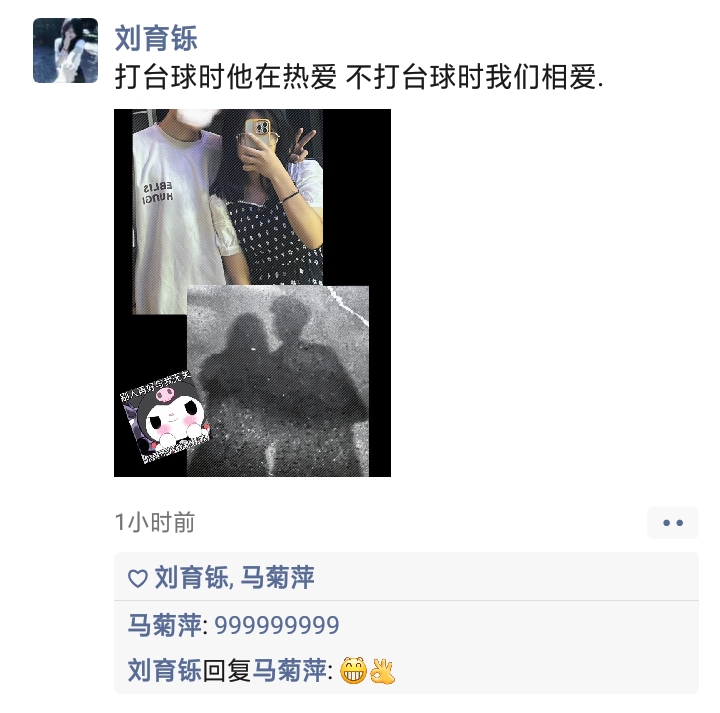 刘育铄
打台球时他在热爱 不打台球时我们相爱.
EBLIS
HUNGI
别人再好与我无关
1小时前
刘育铄, 马菊萍
马菊萍: 999999999
刘育铄回复马菊萍: 😁👌